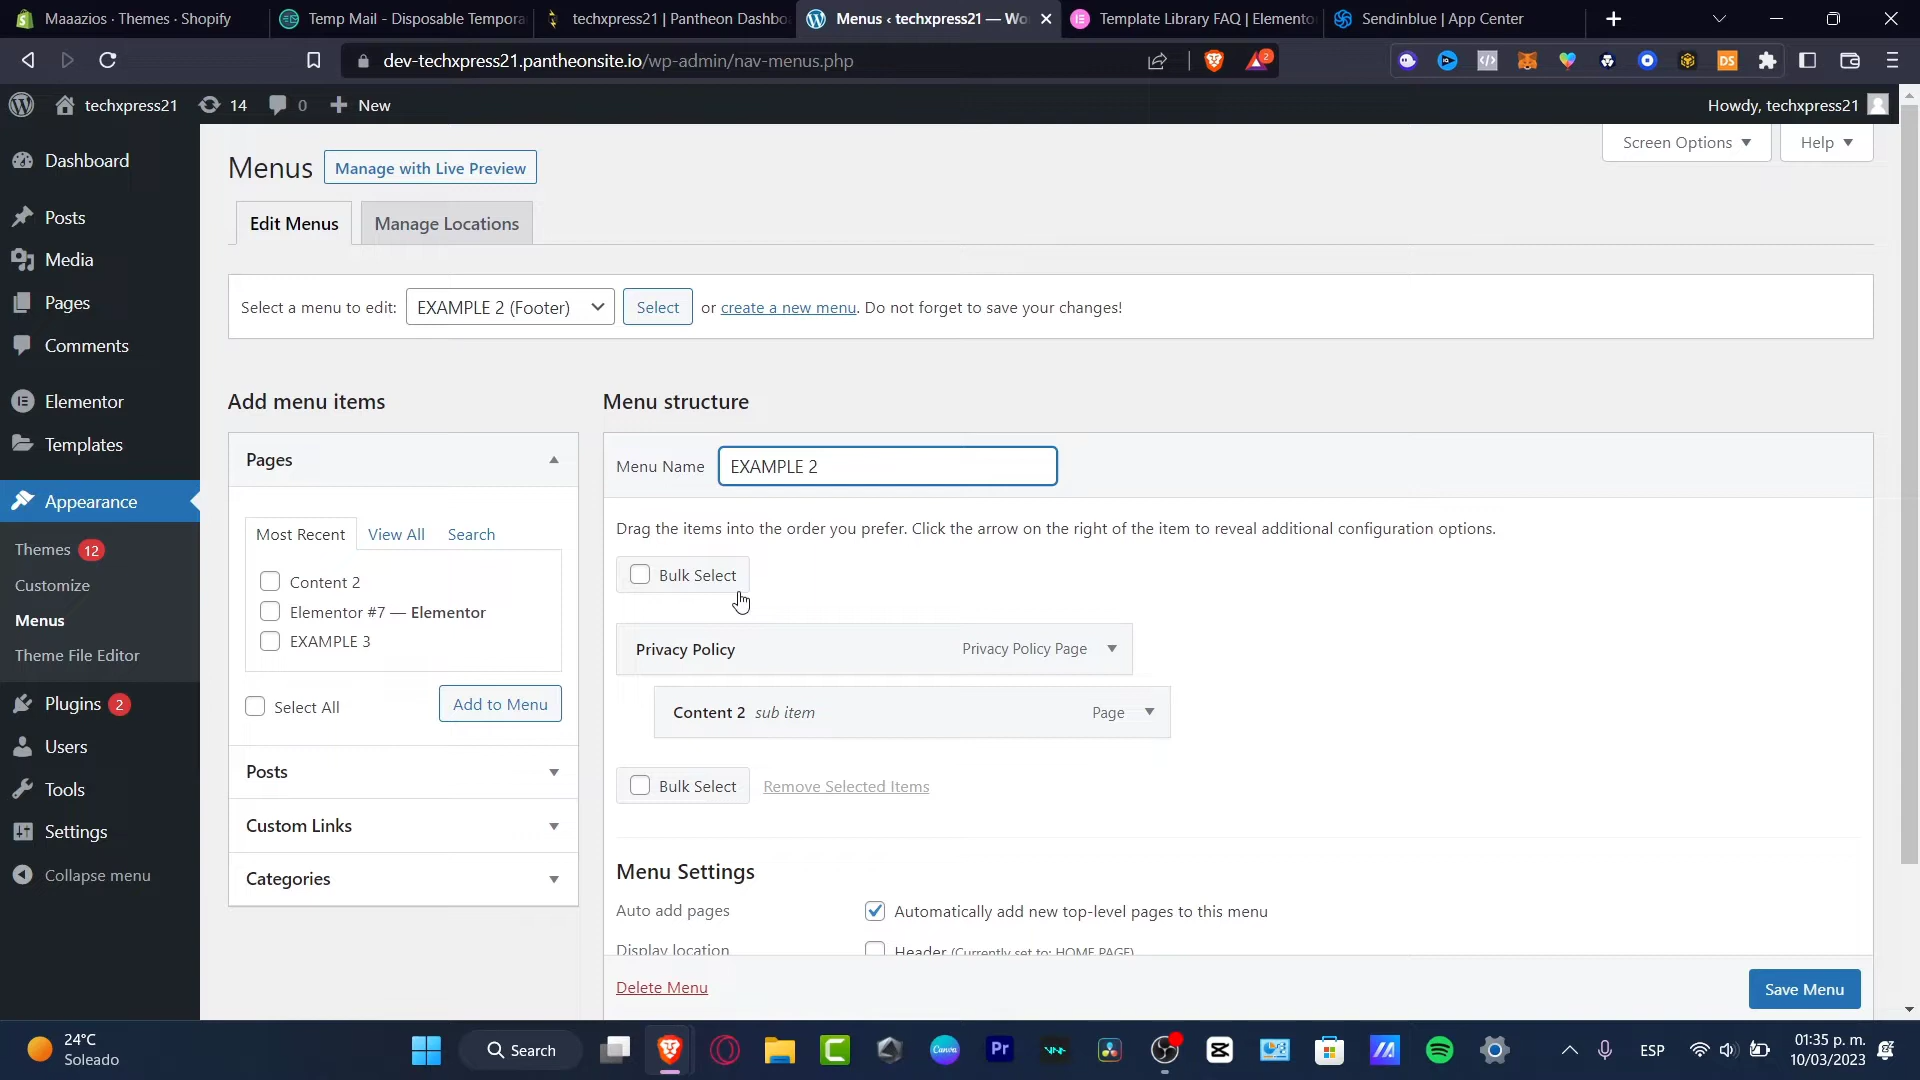 Maaazios · Themes · Shopify
Temp Mail - Disposable Tempora
techxpress21 | Pantheon Dashbo
Menus ‹ techxpress21 — Wo
Template Library FAQ | Elemento
Sendinblue | App Center
dev-techxpress21.pantheonsite.io/wp-admin/nav-menus.php
2
DS
techxpress21
14
0
New
Howdy, techxpress21
Dashboard
Posts
Media
Pages
Comments
Elementor
Templates
Appearance
Themes 12
Customize
Menus
Theme File Editor
Plugins 2
Users
Tools
Settings
Collapse menu
Screen Options
Help
Menus
Manage with Live Preview
Edit Menus
Manage Locations
Select a menu to edit: EXAMPLE 2 (Footer) Select or create a new menu. Do not forget to save your changes!
Add menu items
Pages
Most Recent
View All
Search
Content 2
Elementor #7 — Elementor
EXAMPLE 3
Select All
Add to Menu
Posts
Custom Links
Categories
Menu structure
Menu Name EXAMPLE 2
Drag the items into the order you prefer. Click the arrow on the right of the item to reveal additional configuration options.
Bulk Select
Privacy Policy
Privacy Policy Page
Content 2 sub item
Page
Bulk Select
Remove Selected Items
Menu Settings
Auto add pages
Automatically add new top-level pages to this menu
Display location
Header (Currently set to: HOME PAGE)
Delete Menu
Save Menu
24°C
Soleado
Search
Canva
Pr
ESP
01:35 p. m.
10/03/2023